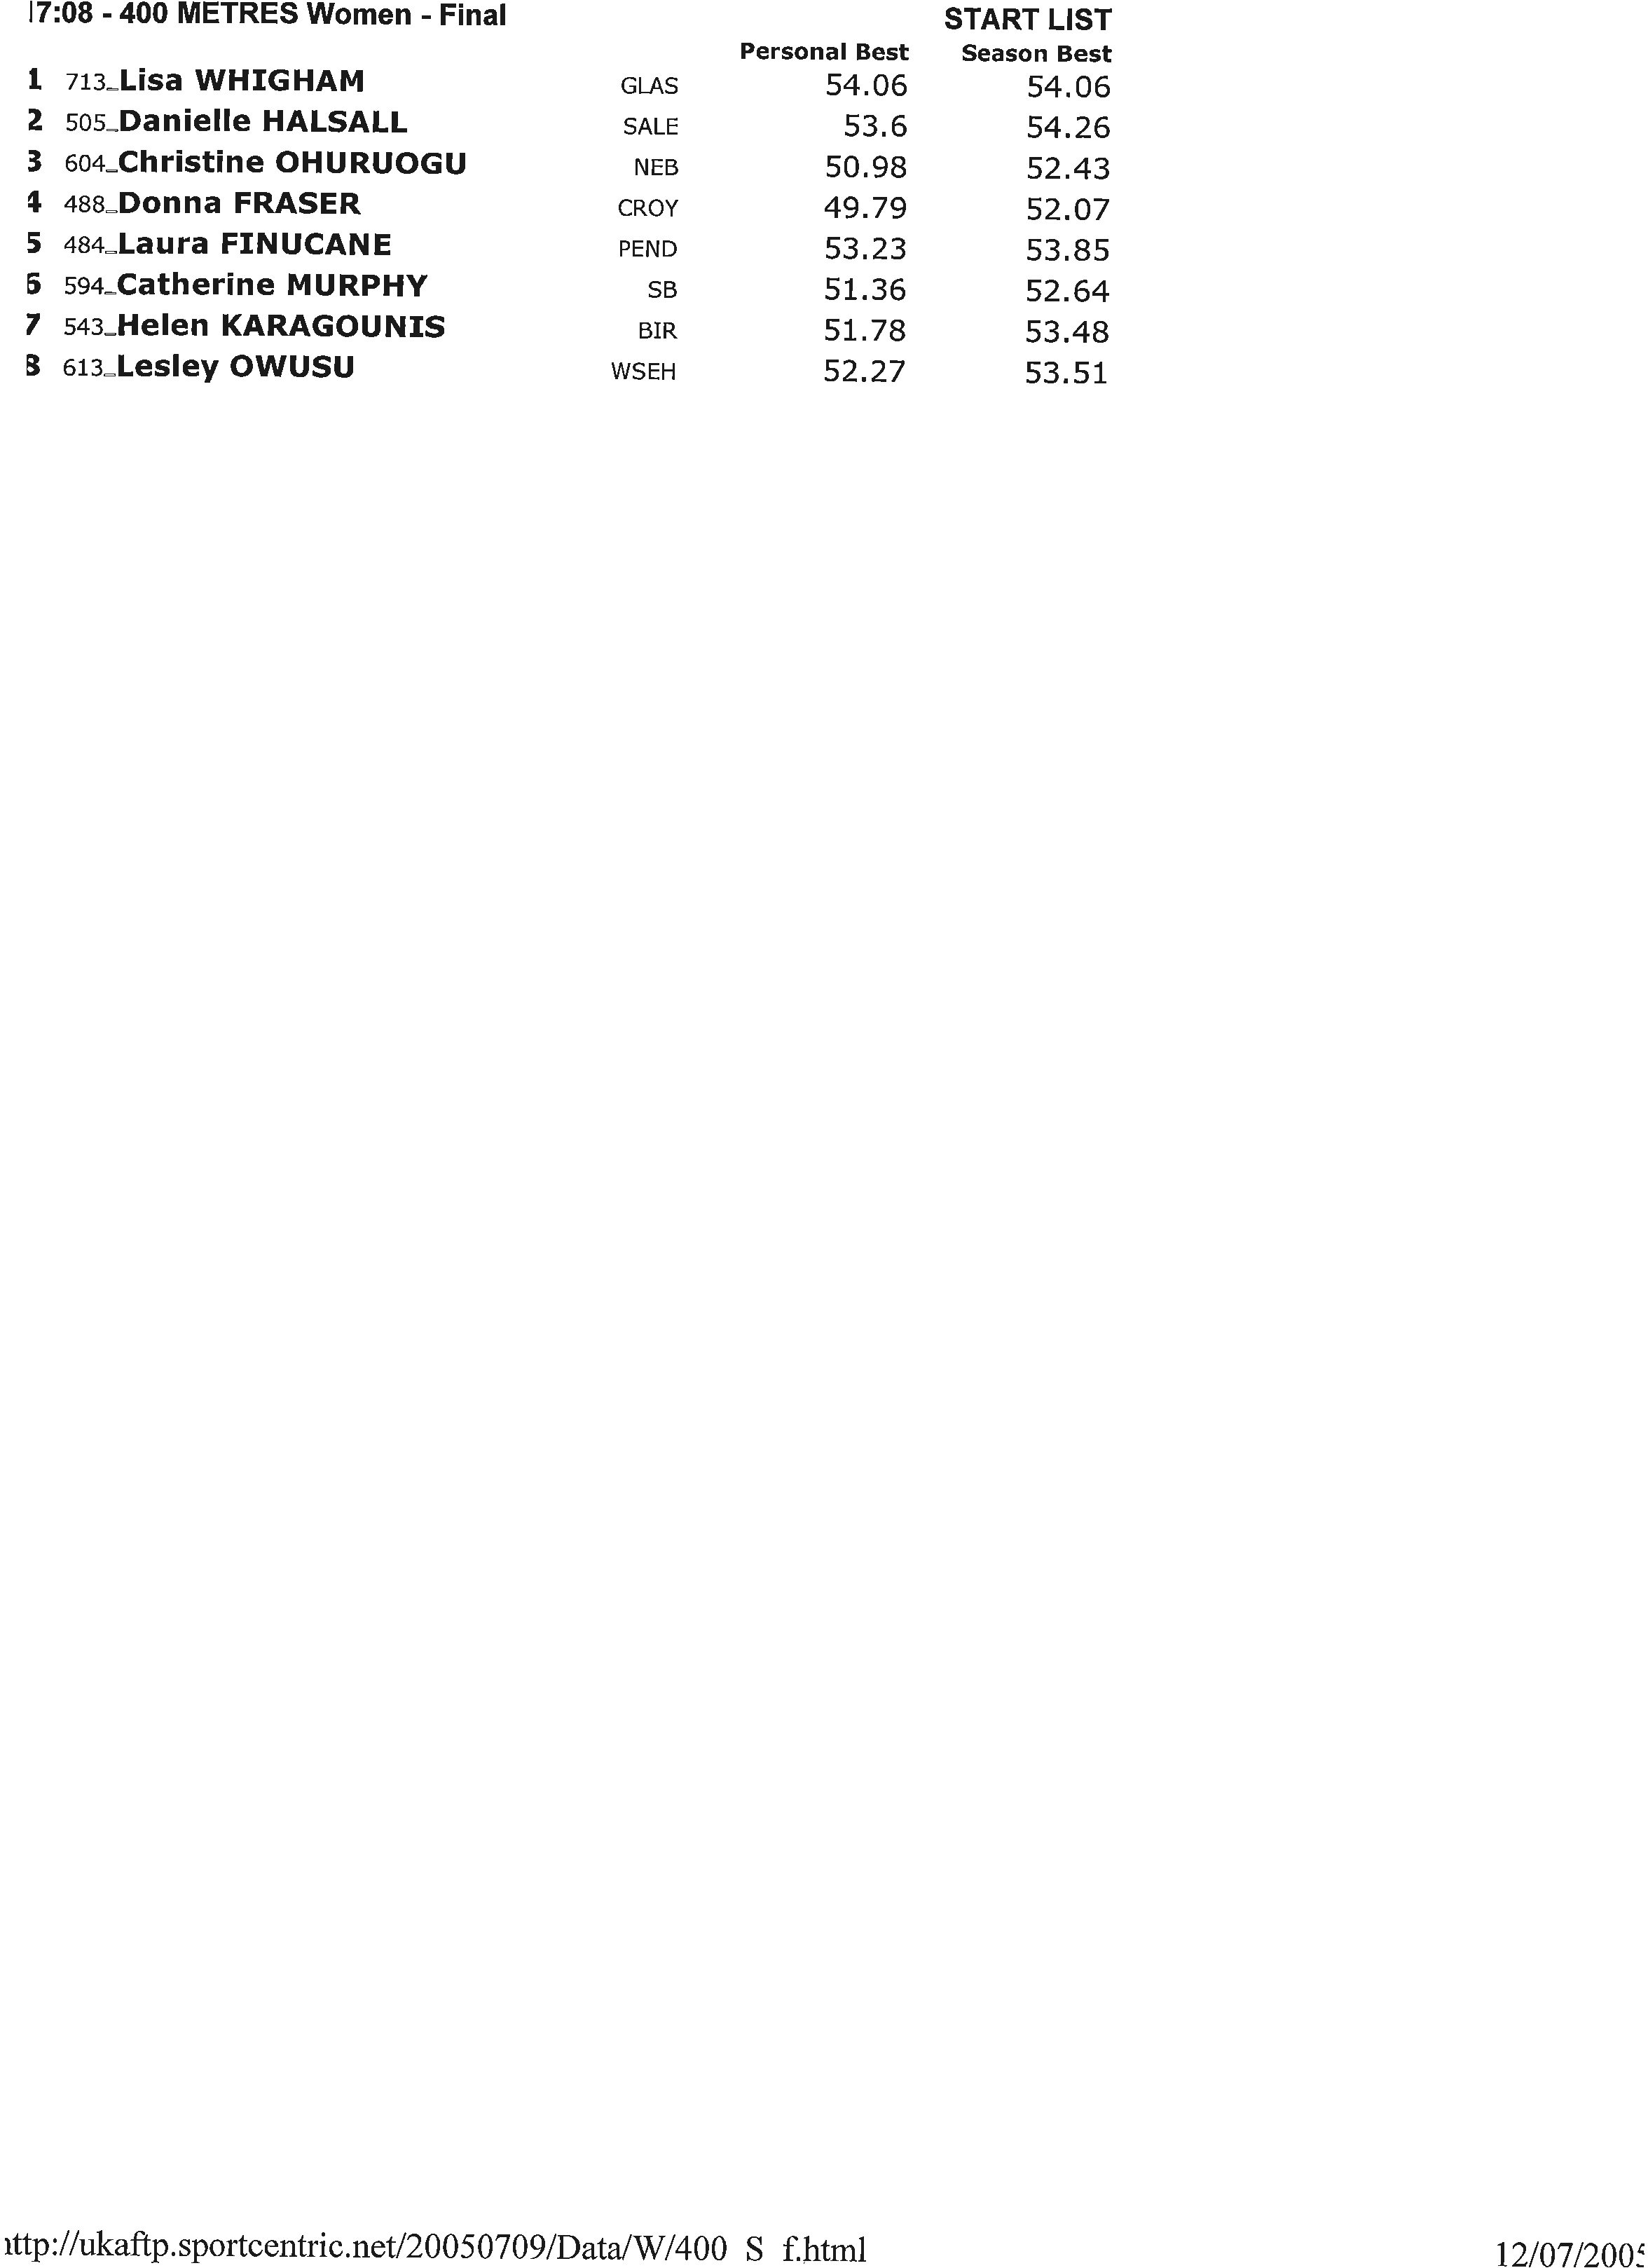 17:08 - 400 METRES Women - Final START LIST
Personal Best Season Best
1 713 Lisa WHIGHAM GLAS 54.06 54.06
2 505 Danielle HALSALL SALE 53.6 54.26
3 604 Christine OHURUOGU NEB 50.98 52.43
4 488 Donna FRASER CROY 49.79 52.07
5 484 Laura FINUCANE PEND 53.23 53.85
6 594 Catherine MURPHY SB 51.36 52.64
7 543 Helen KARAGOUNIS BIR 51.78 53.48
8 613 Lesley OWUSU WSEH 52.27 53.51
http://ukaftp.sportcentric.net/20050709/Data/W/400 S f.html 12/07/2005